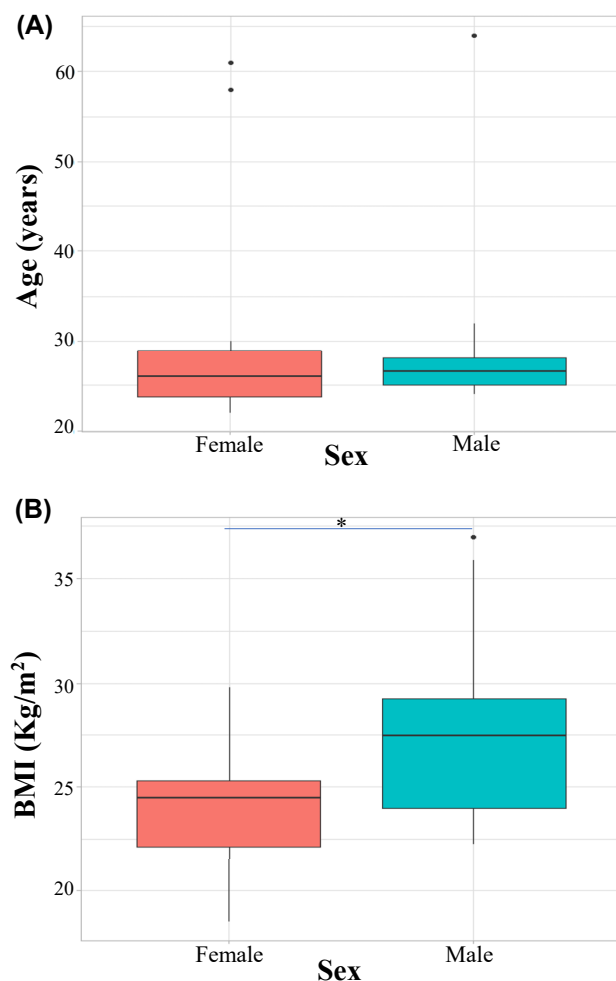 (A)
Age (years)
60
50
40
30
20
Female
Male
Sex
(B)
*
BMI (Kg/m²)
35
30
25
20
Female
Male
Sex